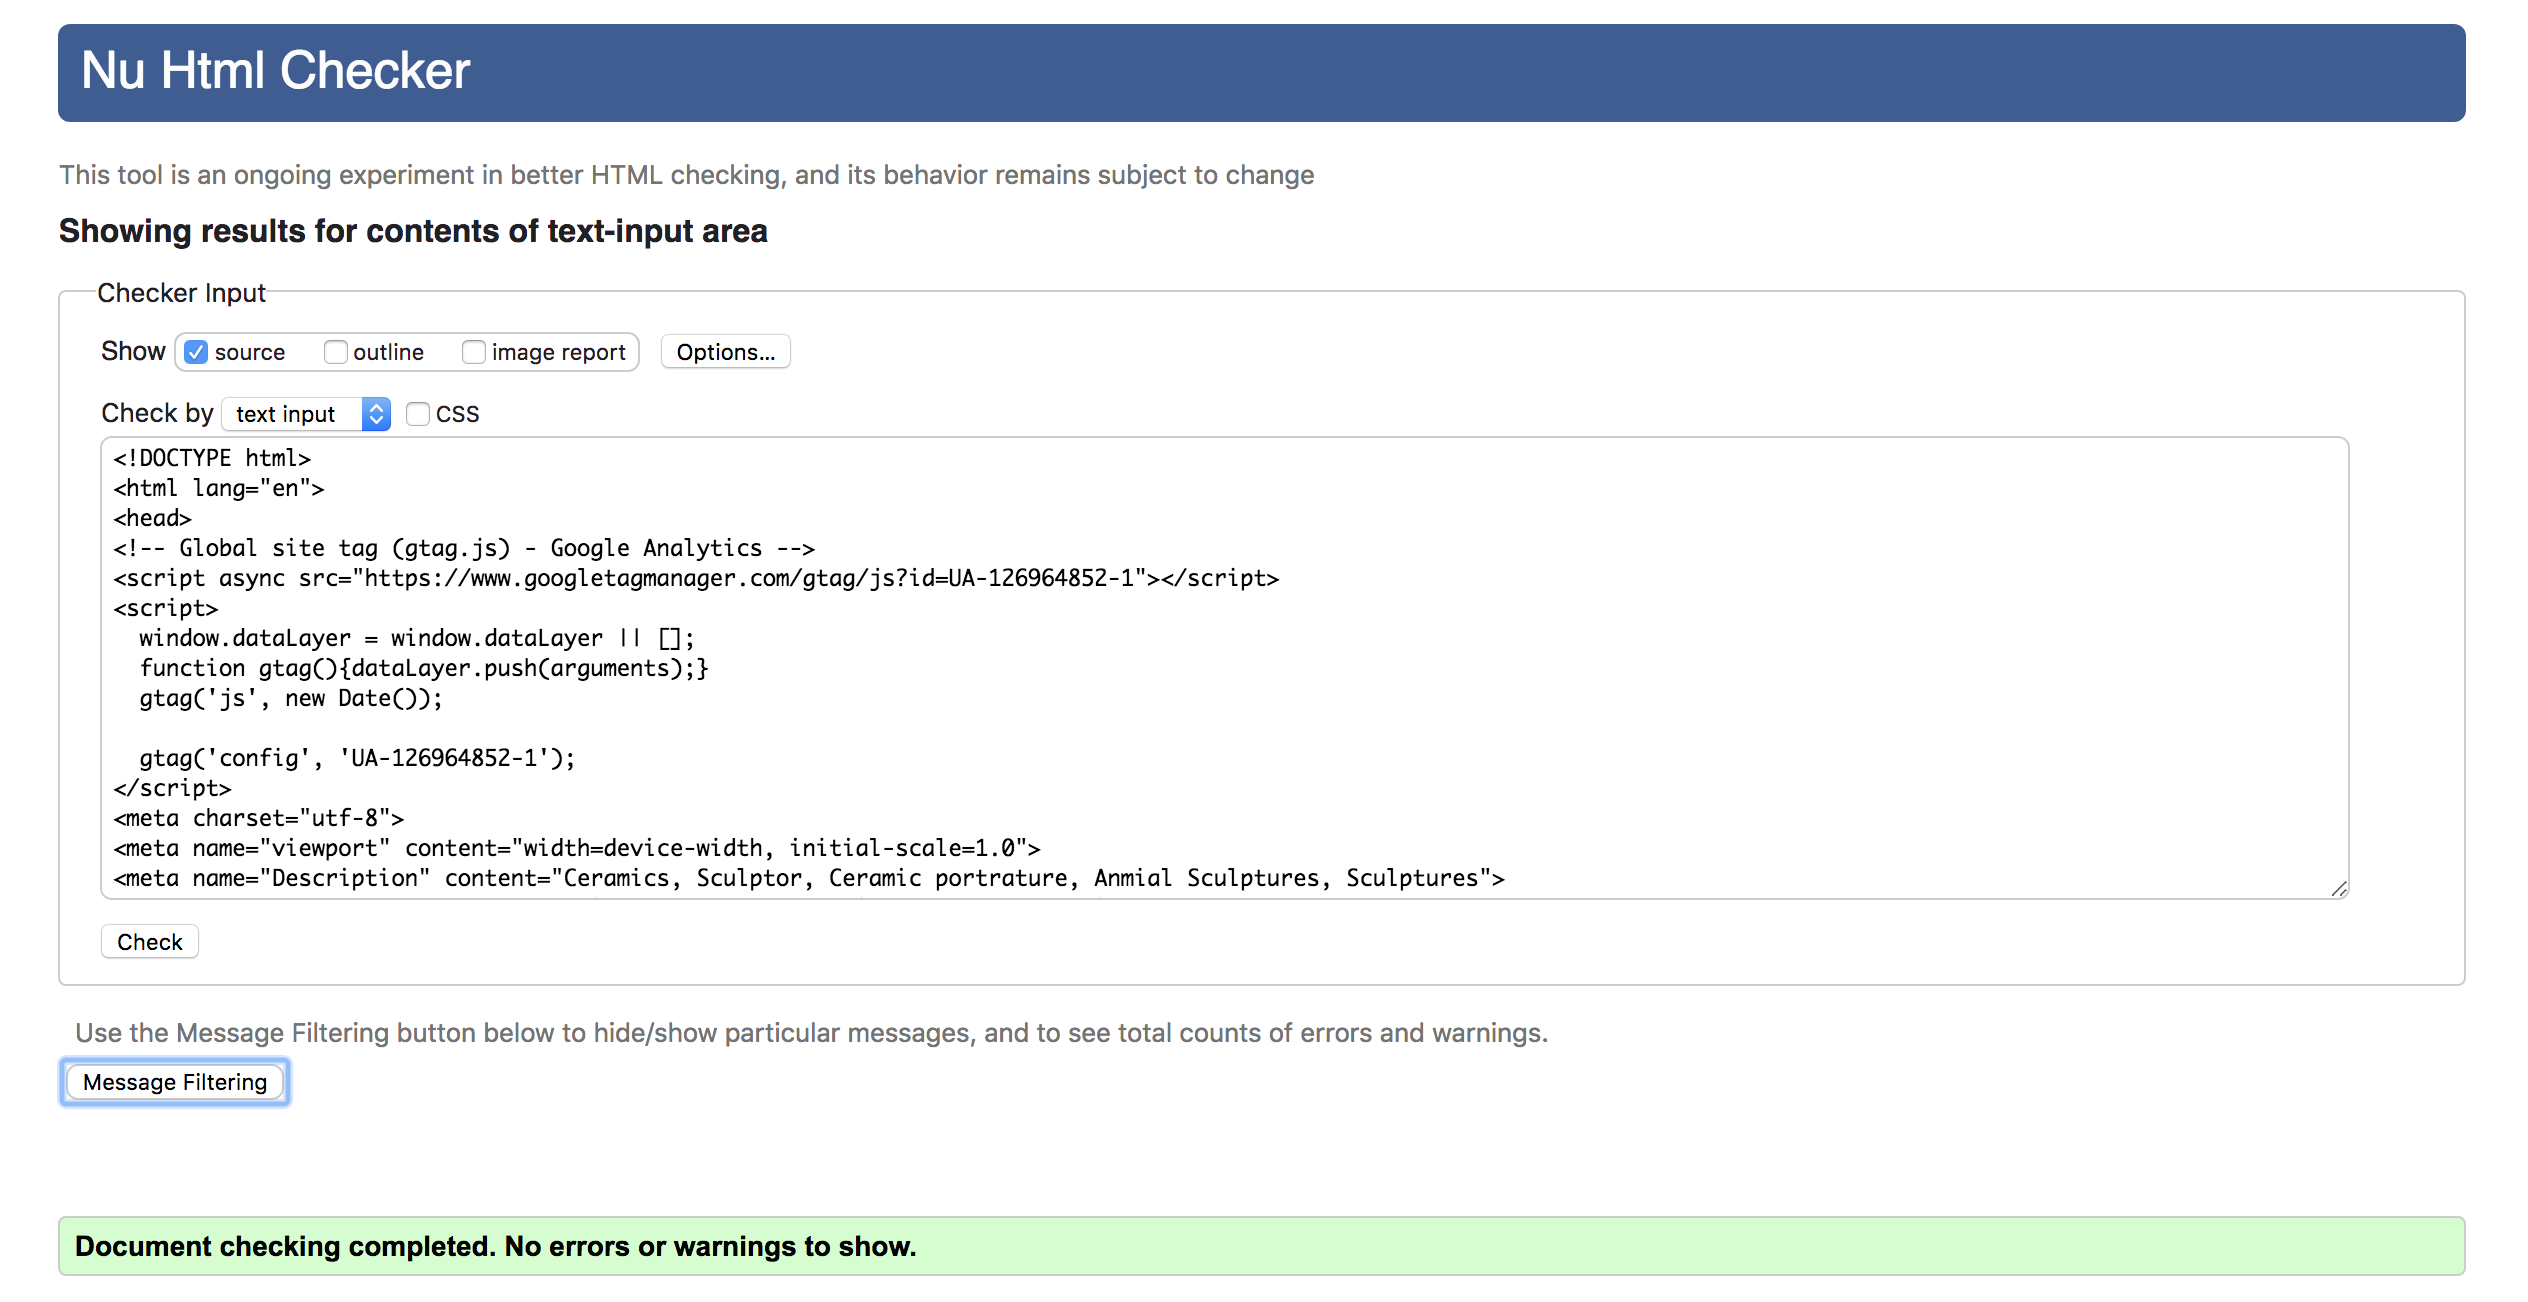 Nu Html Checker
This tool is an ongoing experiment in better HTML checking, and its behavior remains subject to change
Showing results for contents of text-input area
Checker Input
Show source outline image report Options...
Check by text input CSS
<!DOCTYPE html>
<html lang="en">
<head>
<!-- Global site tag (gtag.js) - Google Analytics -->
<script async src="https://www.googletagmanager.com/gtag/js?id=UA-126964852-1"></script>
<script>
  window.dataLayer = window.dataLayer || [];
  function gtag(){dataLayer.push(arguments);}
  gtag('js', new Date());

  gtag('config', 'UA-126964852-1');
</script>
<meta charset="utf-8">
<meta name="viewport" content="width=device-width, initial-scale=1.0">
<meta name="Description" content="Ceramics, Sculptor, Ceramic portrature, Anmial Sculptures, Sculptures">
Check
Use the Message Filtering button below to hide/show particular messages, and to see total counts of errors and warnings.
Message Filtering
Document checking completed. No errors or warnings to show.